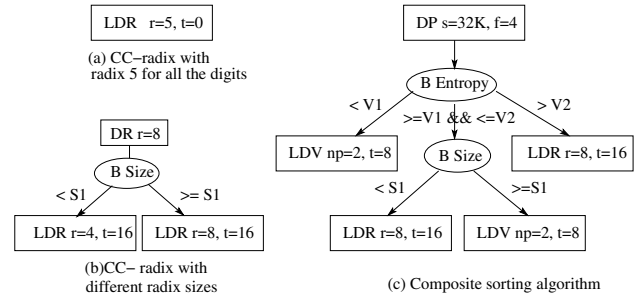 LDR r=5, t=0
(a) CC−radix with
radix 5 for all the digits
DR r=8
B Size
< S1
>= S1
LDR r=4, t=16
LDR r=8, t=16
(b)CC− radix with
different radix sizes
DP s=32K, f=4
B Entropy
< V1
>=V1 && <=V2
> V2
LDV np=2, t=8
B Size
LDR r=8, t=16
< S1
>=S1
LDR r=8, t=16
LDV np=2, t=8
(c) Composite sorting algorithm